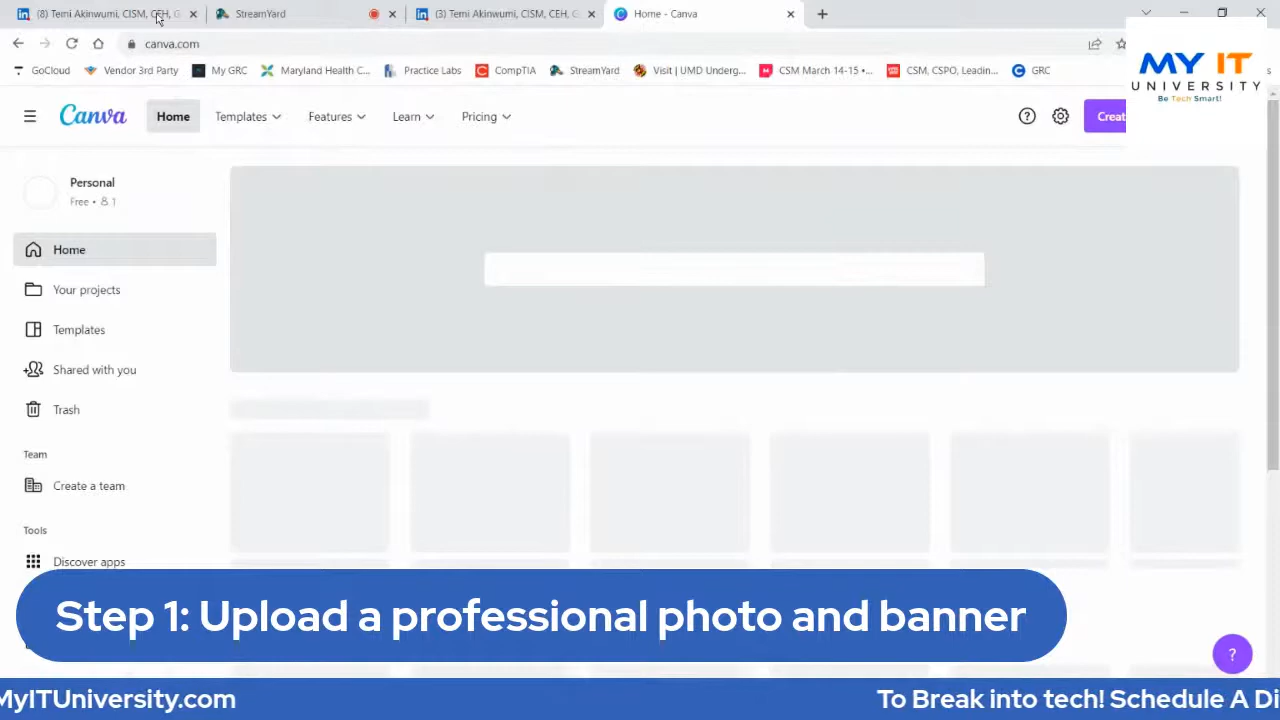 (8) Temi Akinwumi, CISM, CEH, G
StreamYard
(3) Temi Akinwumi, CISM, CEH, G
Home - Canva
canva.com
GoCloud
Vendor 3rd Party
My GRC
Maryland Health C...
Practice Labs
CompTIA
StreamYard
Visit | UMD Underg...
CSM March 14-15 •...
CSM, CSPO, Leadin...
GRC
MY IT
UNIVERSITY
Be Tech Smart!
Canva
Home
Templates
Features
Learn
Pricing
Creat
Personal
Free • 1
Home
Your projects
Templates
Shared with you
Trash
Team
Create a team
Tools
Discover apps
Step 1: Upload a professional photo and banner
MyITUniversity.com
To Break into tech! Schedule A Di